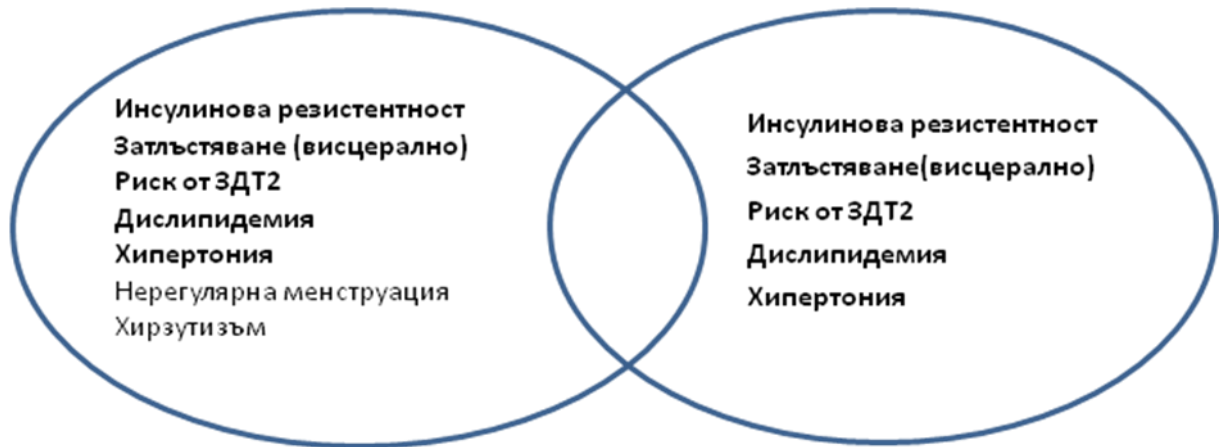 Инсулинова резистентност
Затлъстяване (висцерално)
Риск от ЗДТ2
Дислипидемия
Хипертония
Нерегулярна менструация
Хирзутизъм
Инсулинова резистентност
Затлъстяване(висцерално)
Риск от ЗДТ2
Дислипидемия
Хипертония